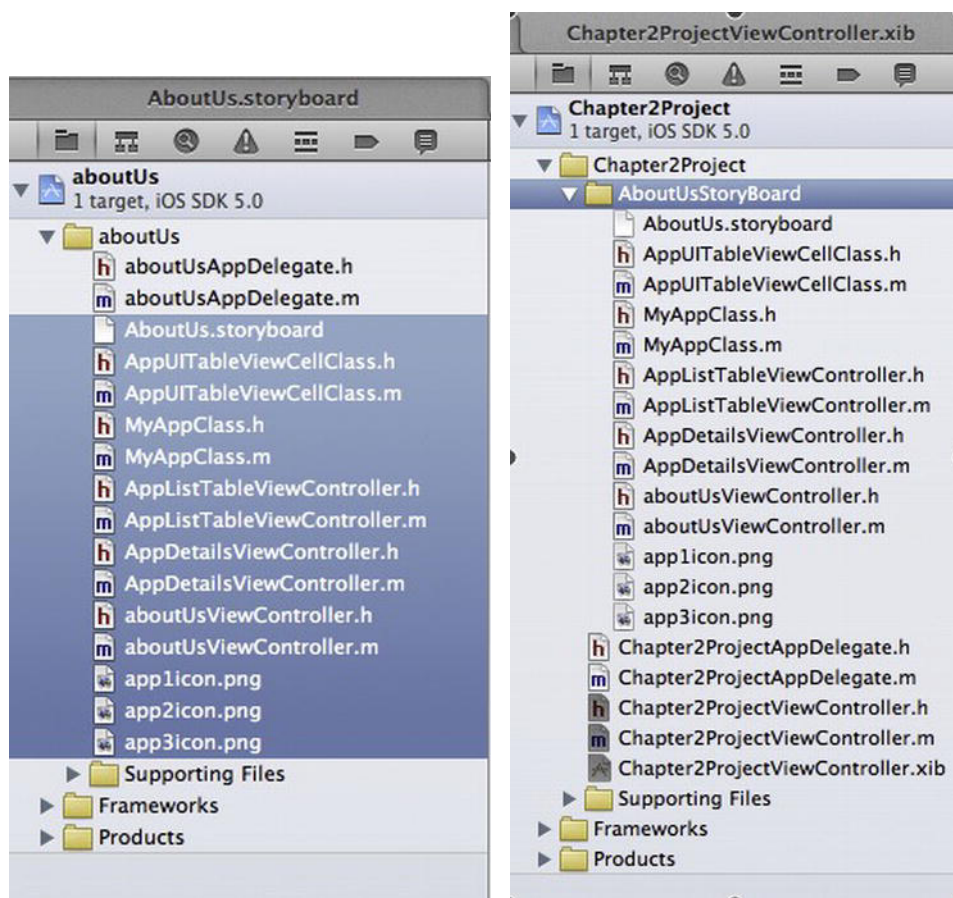 AboutUs.storyboard
aboutUs
1 target, iOS SDK 5.0
aboutUs
h aboutUsAppDelegate.h
m aboutUsAppDelegate.m
AboutUs.storyboard
h AppUITableViewCellClass.h
m AppUITableViewCellClass.m
h MyAppClass.h
m MyAppClass.m
h AppListTableViewController.h
m AppListTableViewController.m
h AppDetailsViewController.h
m AppDetailsViewController.m
h aboutUsViewController.h
m aboutUsViewController.m
app1icon.png
app2icon.png
app3icon.png
Supporting Files
Frameworks
Products
Chapter2ProjectViewController.xib
Chapter2Project
1 target, iOS SDK 5.0
Chapter2Project
AboutUsStoryBoard
AboutUs.storyboard
h AppUITableViewCellClass.h
m AppUITableViewCellClass.m
h MyAppClass.h
m MyAppClass.m
h AppListTableViewController.h
m AppListTableViewController.m
h AppDetailsViewController.h
m AppDetailsViewController.m
h aboutUsViewController.h
m aboutUsViewController.m
app1icon.png
app2icon.png
app3icon.png
h Chapter2ProjectAppDelegate.h
m Chapter2ProjectAppDelegate.m
h Chapter2ProjectViewController.h
m Chapter2ProjectViewController.m
Chapter2ProjectViewController.xib
Supporting Files
Frameworks
Products